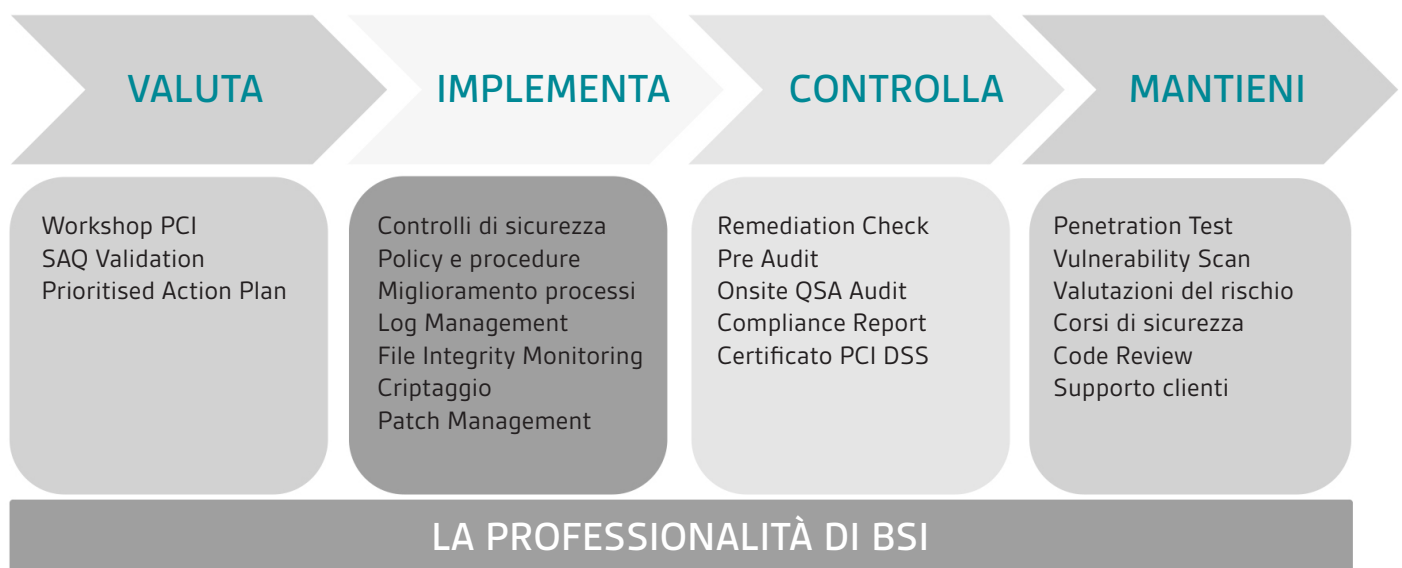 VALUTA
IMPLEMENTA
CONTROLLA
MANTIENI
Workshop PCI
SAQ Validation
Prioritised Action Plan
Controlli di sicurezza
Policy e procedure
Miglioramento processi
Log Management
File Integrity Monitoring
Criptaggio
Patch Management
Remediation Check
Pre Audit
Onsite QSA Audit
Compliance Report
Certificato PCI DSS
Penetration Test
Vulnerability Scan
Valutazioni del rischio
Corsi di sicurezza
Code Review
Supporto clienti
LA PROFESSIONALITÀ DI BSI